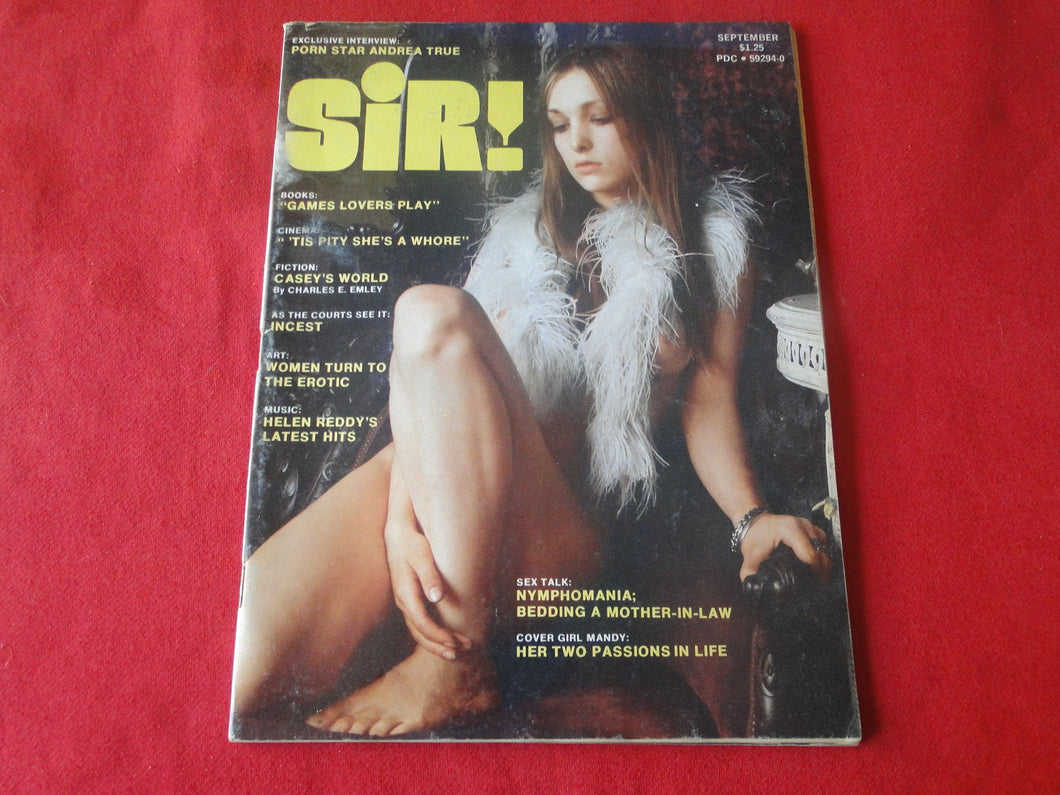 EXCLUSIVE INTERVIEW:
PORN STAR ANDREA TRUE
SEPTEMBER
$1.25
PDC • 59294-0
SiR!
BOOKS:
"GAMES LOVERS PLAY"
CINEMA:
" 'TIS PITY SHE'S A WHORE"
FICTION:
CASEY'S WORLD
By CHARLES E. EMLEY
AS THE COURTS SEE IT:
INCEST
ART:
WOMEN TURN TO
THE EROTIC
MUSIC:
HELEN REDDY'S
LATEST HITS
SEX TALK:
NYMPHOMANIA;
BEDDING A MOTHER-IN-LAW
COVER GIRL MANDY:
HER TWO PASSIONS IN LIFE